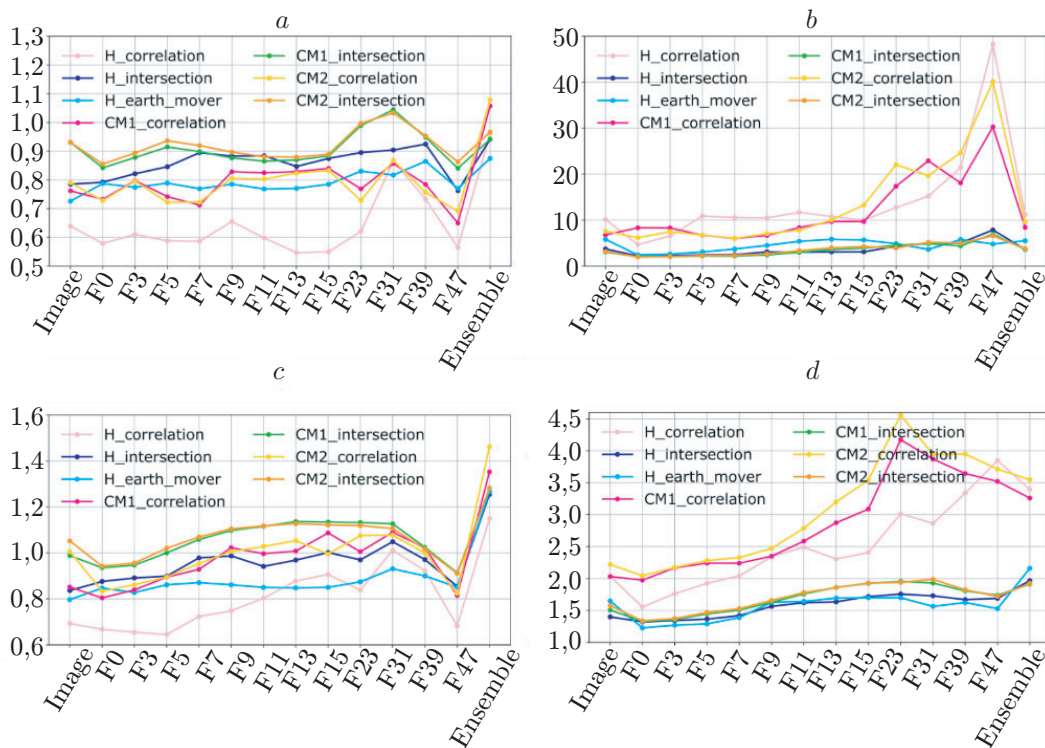 a
1,3
1,2
1,1
1,0
0,9
0,8
0,7
0,6
0,5
H_correlation
H_intersection
H_earth_mover
CM1_correlation
CM1_intersection
CM2_correlation
CM2_intersection
Image F0 F3 F5 F7 F9 F11 F13 F15 F23 F31 F39 F47 Ensemble
b
50
40
30
20
10
0
H_correlation
H_intersection
H_earth_mover
CM1_correlation
CM1_intersection
CM2_correlation
CM2_intersection
Image F0 F3 F5 F7 F9 F11 F13 F15 F23 F31 F39 F47 Ensemble
c
1,6
1,4
1,2
1,0
0,8
0,6
H_correlation
H_intersection
H_earth_mover
CM1_correlation
CM1_intersection
CM2_correlation
CM2_intersection
Image F0 F3 F5 F7 F9 F11 F13 F15 F23 F31 F39 F47 Ensemble
d
4,5
4,0
3,5
3,0
2,5
2,0
1,5
1,0
H_correlation
H_intersection
H_earth_mover
CM1_correlation
CM1_intersection
CM2_correlation
CM2_intersection
Image F0 F3 F5 F7 F9 F11 F13 F15 F23 F31 F39 F47 Ensemble